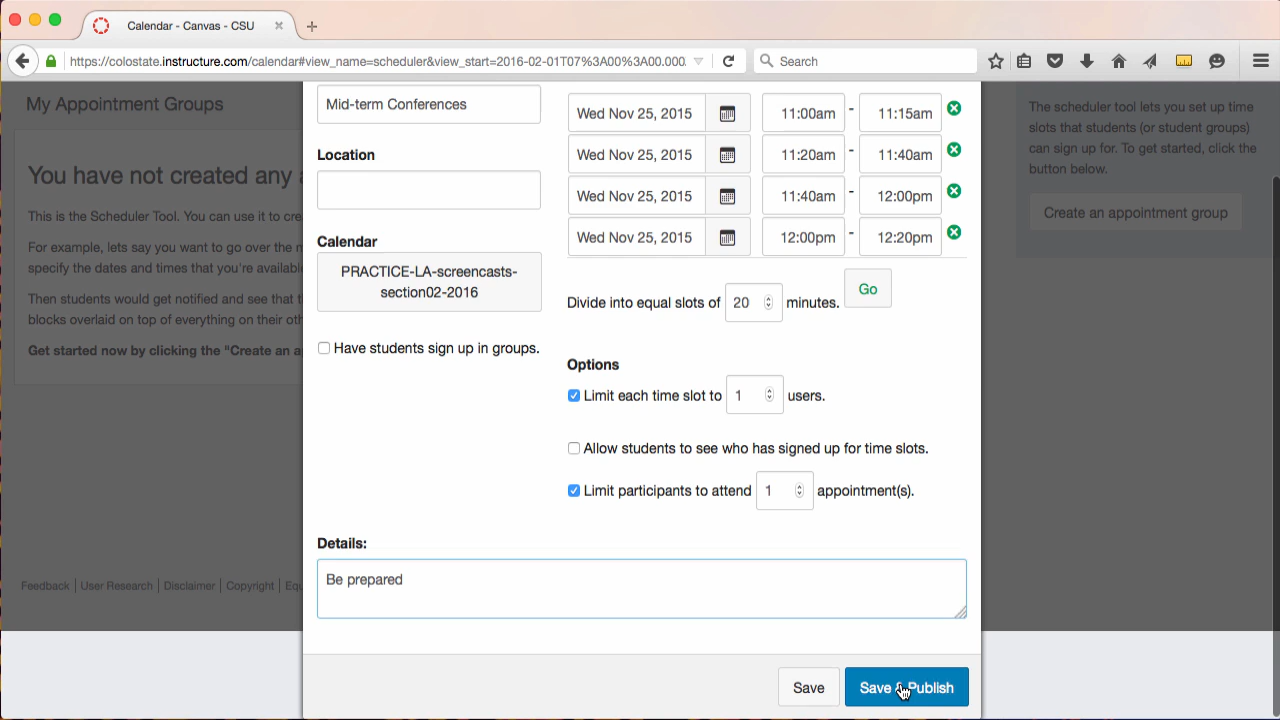 Calendar - Canvas - CSU
https://colostate.instructure.com/calendar#view_name=scheduler&view_start=2016-02-01T07%3A00%3A00.000.
Search
My Appointment Groups
You have not created any a
This is the Scheduler Tool. You can use it to cre
For example, lets say you want to go over the m
specify the dates and times that you're availabl
Then students would get notified and see that t
blocks overlaid on top of everything on their oth
Get started now by clicking the "Create an a
Feedback | User Research | Disclaimer | Copyright | Equ
Mid-term Conferences
Location
Calendar
PRACTICE-LA-screencasts-
section02-2016
Have students sign up in groups.
Wed Nov 25, 2015 11:00am - 11:15am
Wed Nov 25, 2015 11:20am - 11:40am
Wed Nov 25, 2015 11:40am - 12:00pm
Wed Nov 25, 2015 12:00pm - 12:20pm
Divide into equal slots of 20 minutes. Go
Options
Limit each time slot to 1 users.
Allow students to see who has signed up for time slots.
Limit participants to attend 1 appointment(s).
Details:
Be prepared
Save Save & Publish
The scheduler tool lets you set up time
slots that students (or student groups)
can sign up for. To get started, click the
button below.
Create an appointment group